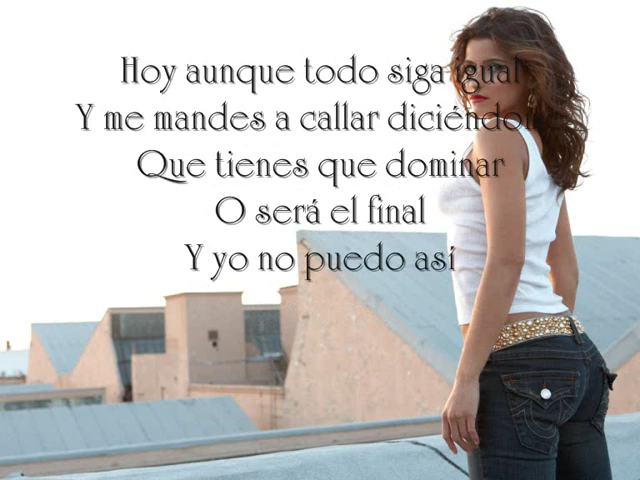 Hoy aunque todo siga igual
Y me mandes a callar
Que tienes que dominar
O será el final
Y yo no puedo así